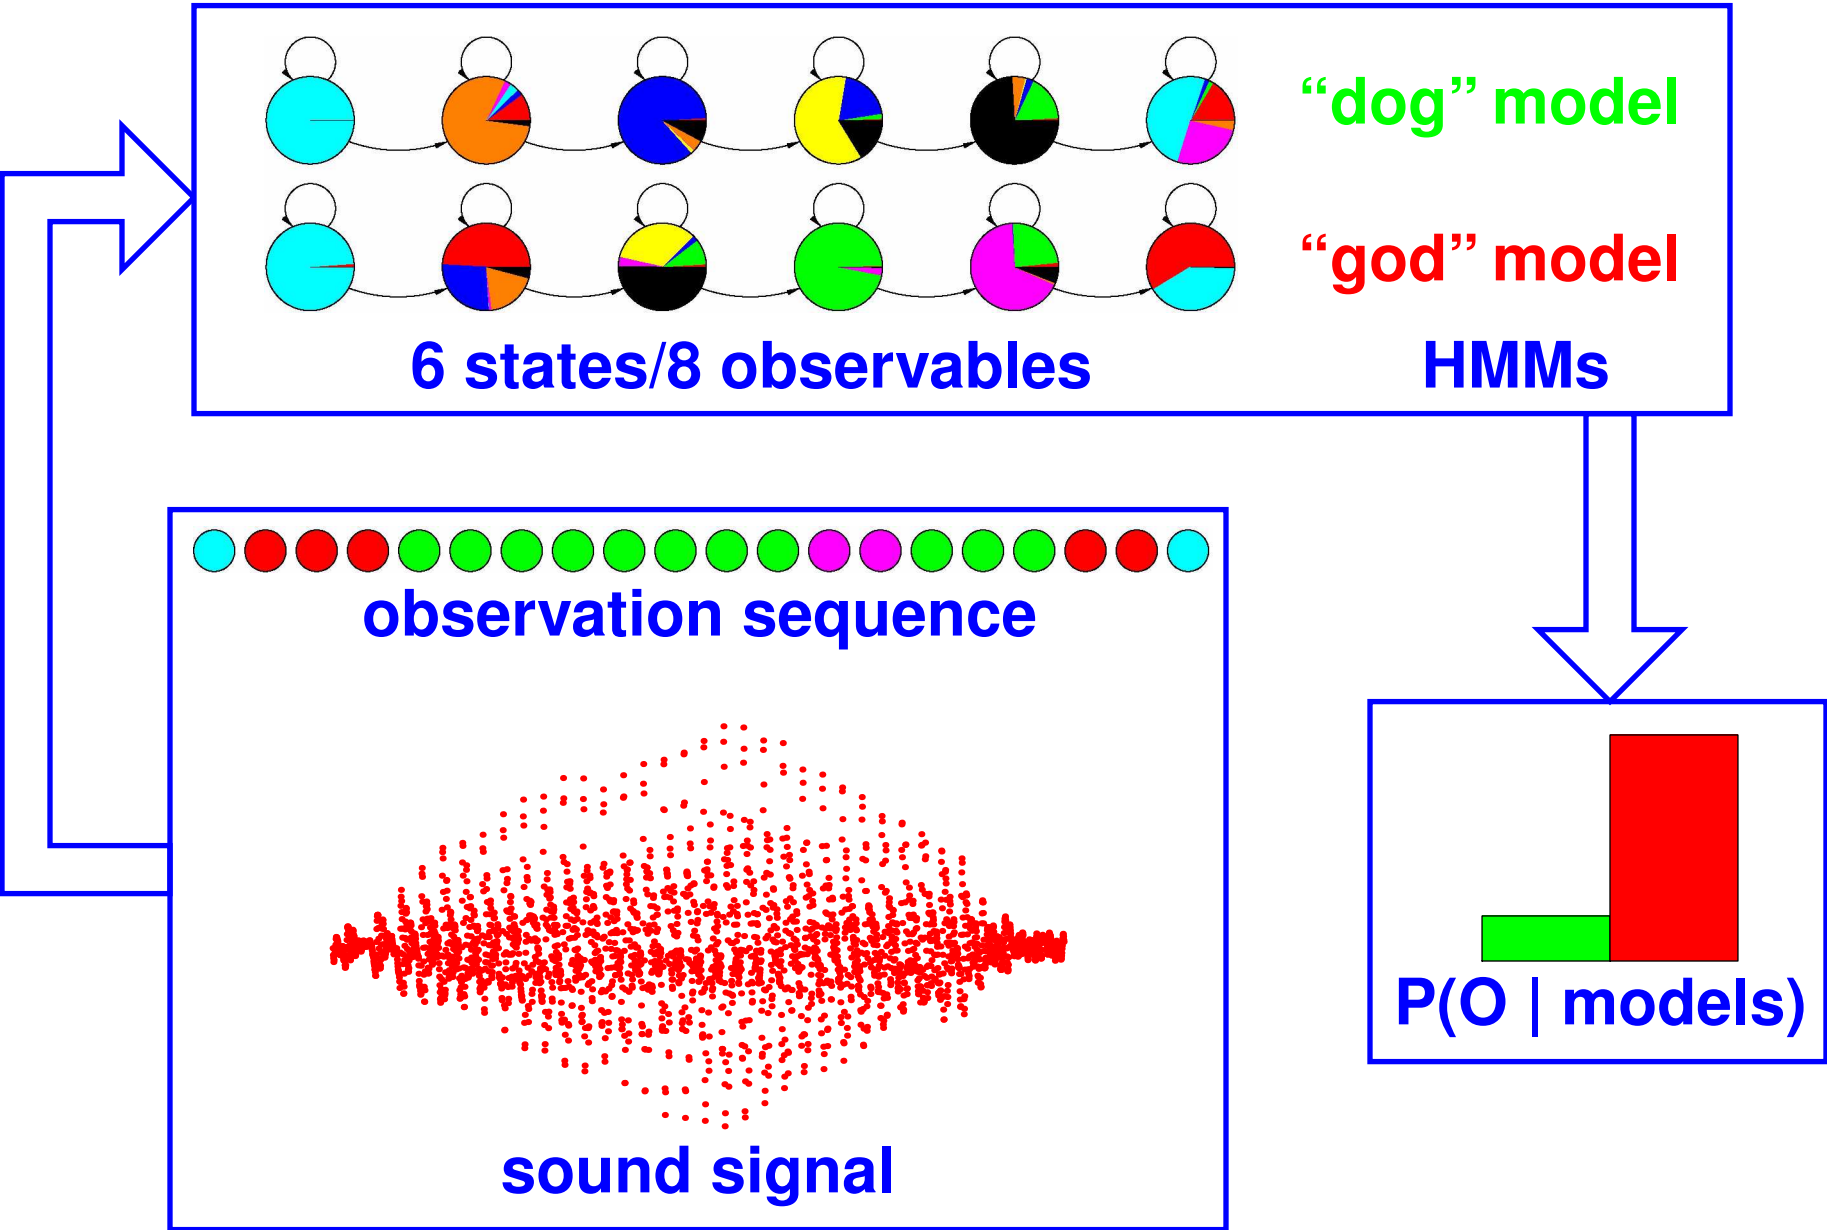 “dog” model
“god” model
6 states/8 observables HMMs
observation sequence
sound signal
P(O | models)